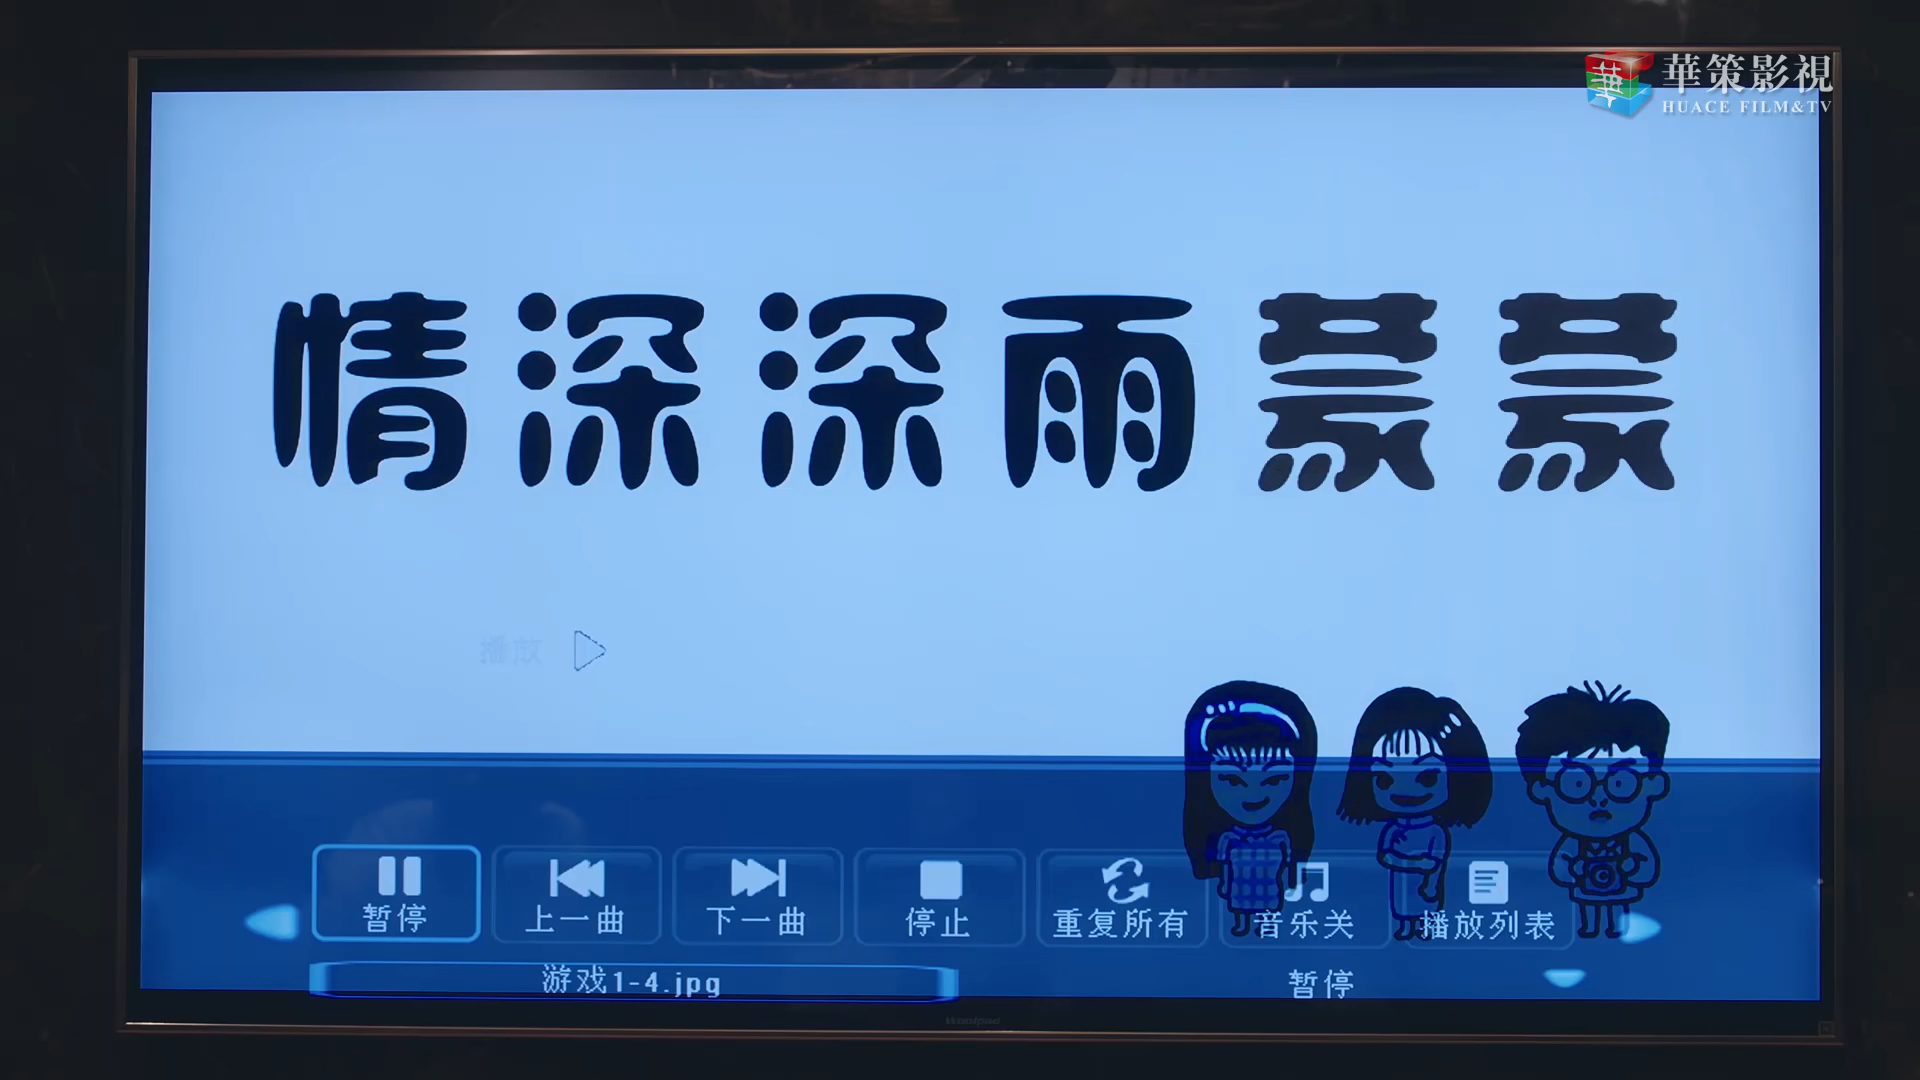 華策影視
HUACE FILM&TV
情深深雨蒙蒙
播放
暂停 上一曲 下一曲 停止 重复所有 音乐关 播放列表
游戏1-4.jpg 暂停